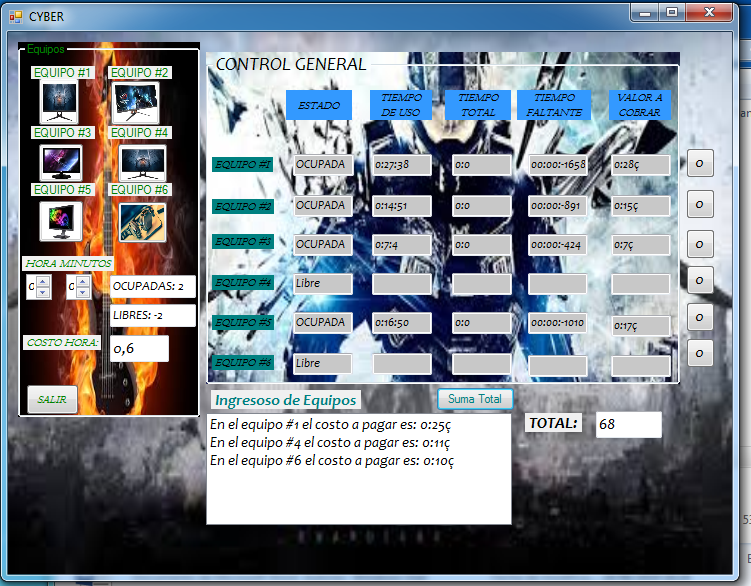 CYBER
Equipos
EQUIPO #1 EQUIPO #2
EQUIPO #3 EQUIPO #4
EQUIPO #5 EQUIPO #6
HORA MINUTOS
0 0
OCUPADAS: 2
LIBRES: -2
COSTO HORA: 0,6
SALIR
CONTROL GENERAL
ESTADO
TIEMPO
DE USO
TIEMPO
TOTAL
TIEMPO
FALTANTE
VALOR A
COBRAR
EQUIPO #1 OCUPADA 0:27:38 0:0 00:00:-1658 0:28ç 0
EQUIPO #2 OCUPADA 0:14:51 0:0 00:00:-891 0:15ç 0
EQUIPO #3 OCUPADA 0:7:4 0:0 00:00:-424 0:7ç 0
EQUIPO #4 Libre 0
EQUIPO #5 OCUPADA 0:16:50 0:0 00:00:-1010 0:17ç 0
EQUIPO #6 Libre 0
Ingresoso de Equipos
Suma Total
En el equipo #1 el costo a pagar es: 0:25ç
En el equipo #4 el costo a pagar es: 0:11ç
En el equipo #6 el costo a pagar es: 0:10ç
TOTAL: 68